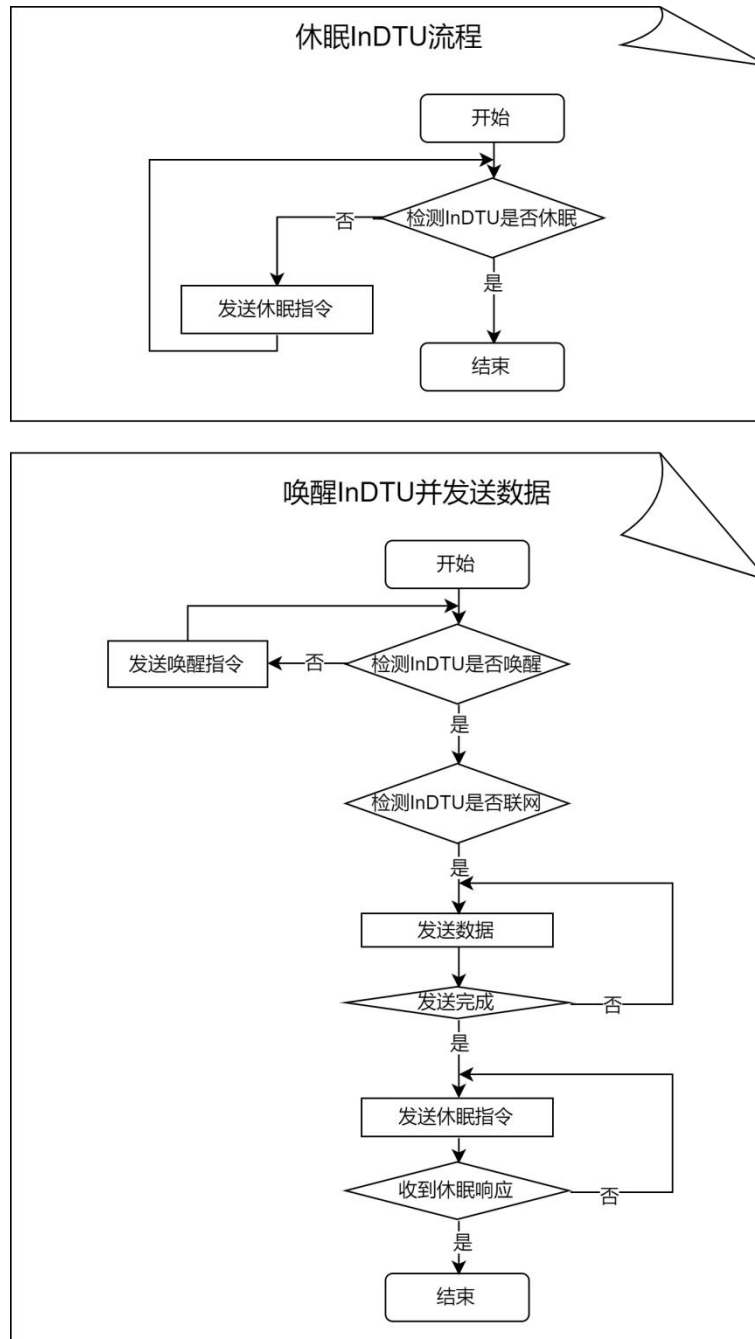 休眠InDTU流程
开始
检测InDTU是否休眠
否
是
发送休眠指令
结束
唤醒InDTU并发送数据
开始
检测InDTU是否唤醒
否
发送唤醒指令
是
检测InDTU是否联网
是
发送数据
发送完成
否
是
发送休眠指令
收到休眠响应
否
是
结束